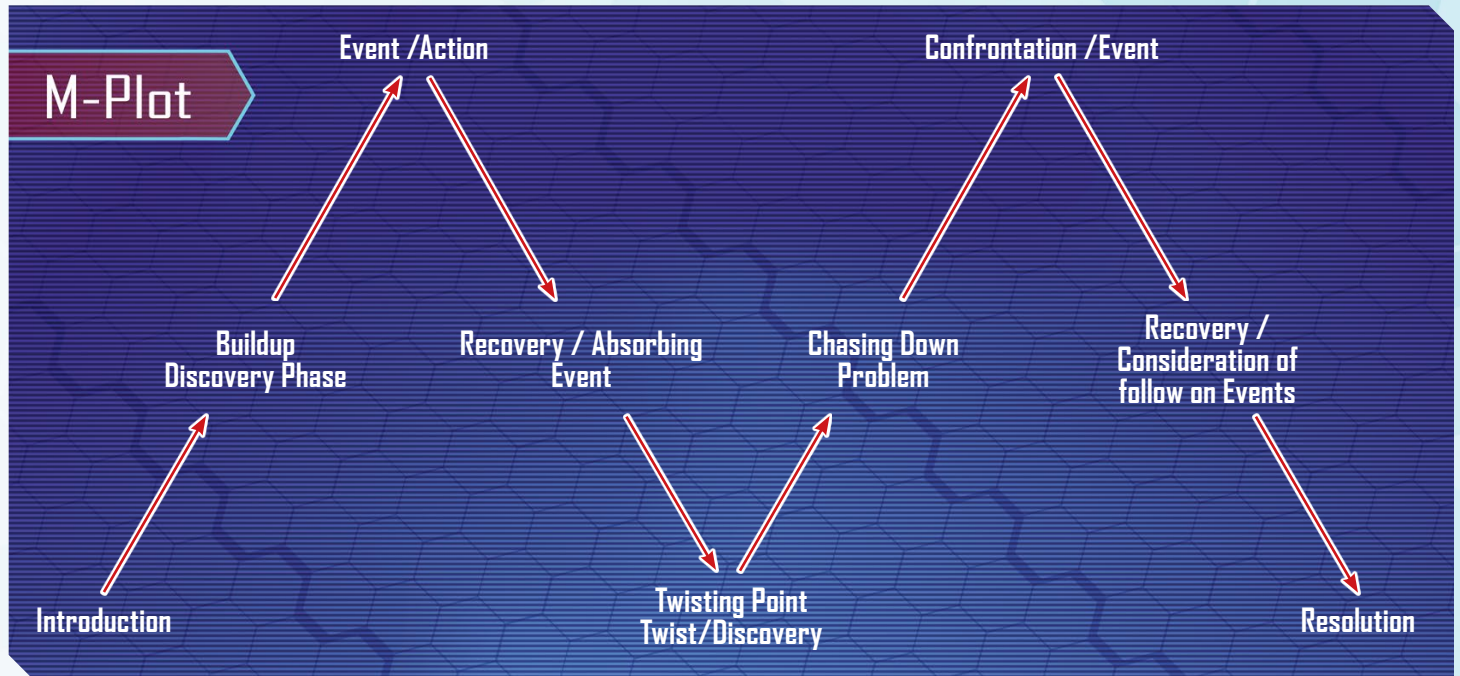 M-Plot
Event /Action
Confrontation /Event
Buildup
Discovery Phase
Recovery / Absorbing
Event
Chasing Down
Problem
Recovery /
Consideration of
follow on Events
Introduction
Twisting Point
Twist/Discovery
Resolution